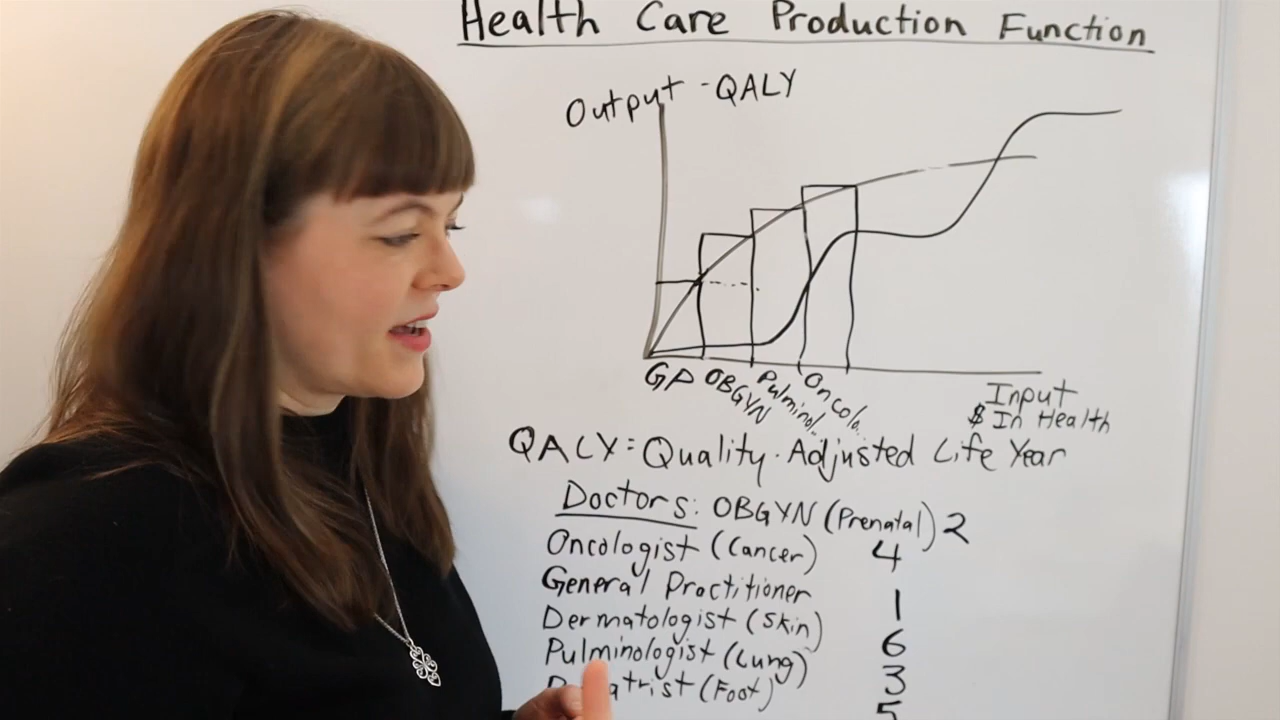 Health Care Production Function
Output - QALY
GP OBGYN Pulminol. Oncolo.
Input
$ In Health
QALY = Quality-Adjusted Life Year
Doctors: OBGYN (Prenatal) 2
Oncologist (Cancer) 4
General Practitioner 1
Dermatologist (Skin) 6
Pulminologist (Lung) 3
(Foot) 5